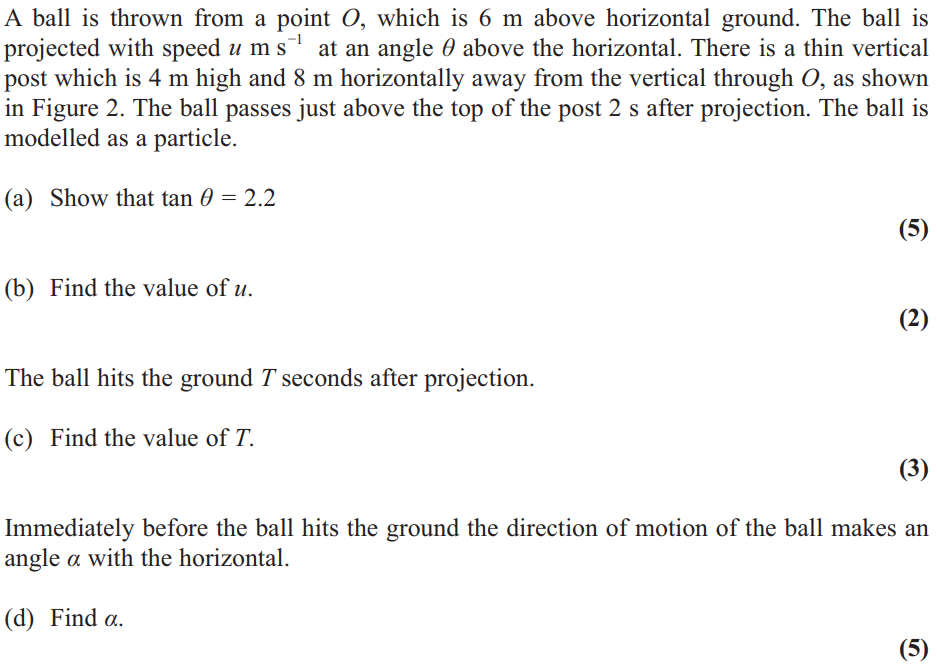 A ball is thrown from a point O, which is 6 m above horizontal ground. The ball is
projected with speed u m s⁻¹ at an angle θ above the horizontal. There is a thin vertical
post which is 4 m high and 8 m horizontally away from the vertical through O, as shown
in Figure 2. The ball passes just above the top of the post 2 s after projection. The ball is
modelled as a particle.
(a) Show that tan θ = 2.2
(5)
(b) Find the value of u.
(2)
The ball hits the ground T seconds after projection.
(c) Find the value of T.
(3)
Immediately before the ball hits the ground the direction of motion of the ball makes an
angle α with the horizontal.
(d) Find α.
(5)